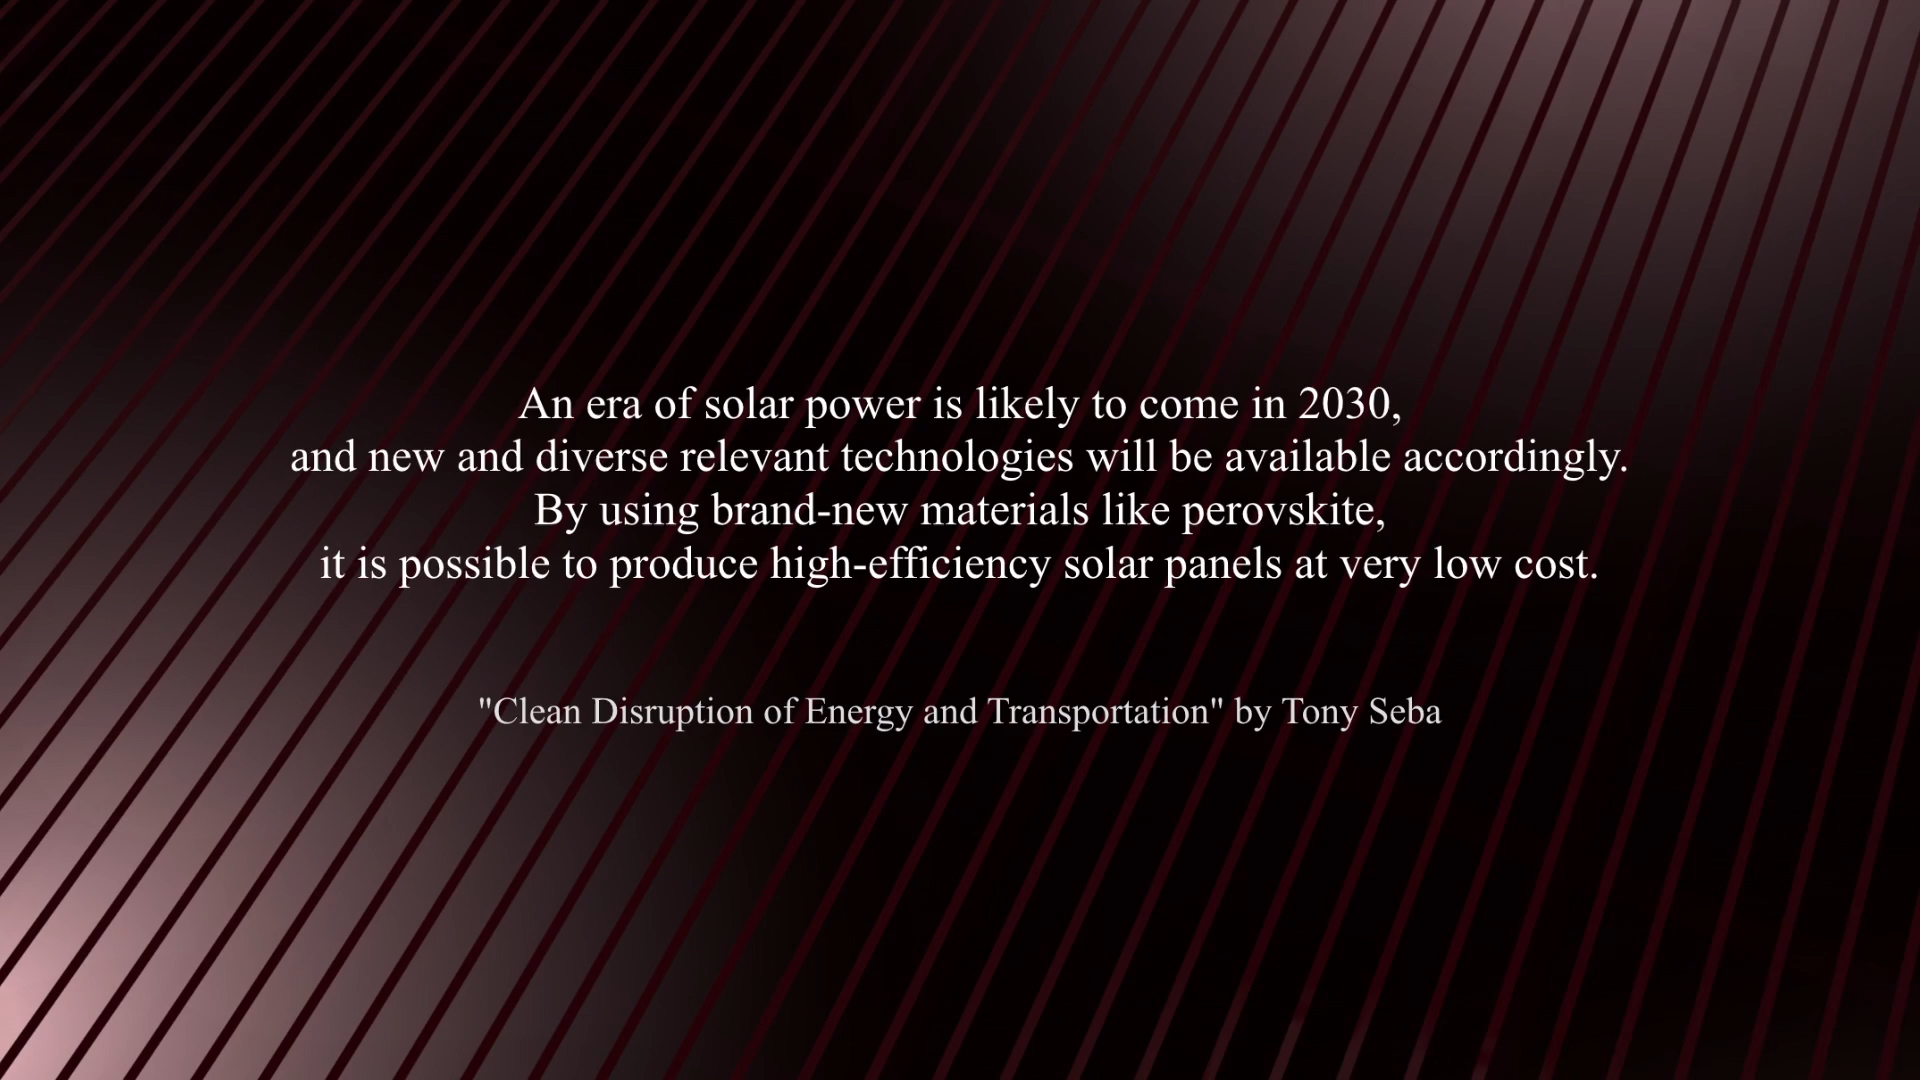 An era of solar power is likely to come in 2030,
and new and diverse relevant technologies will be available accordingly.
By using brand-new materials like perovskite,
it is possible to produce high-efficiency solar panels at very low cost.
"Clean Disruption of Energy and Transportation" by Tony Seba